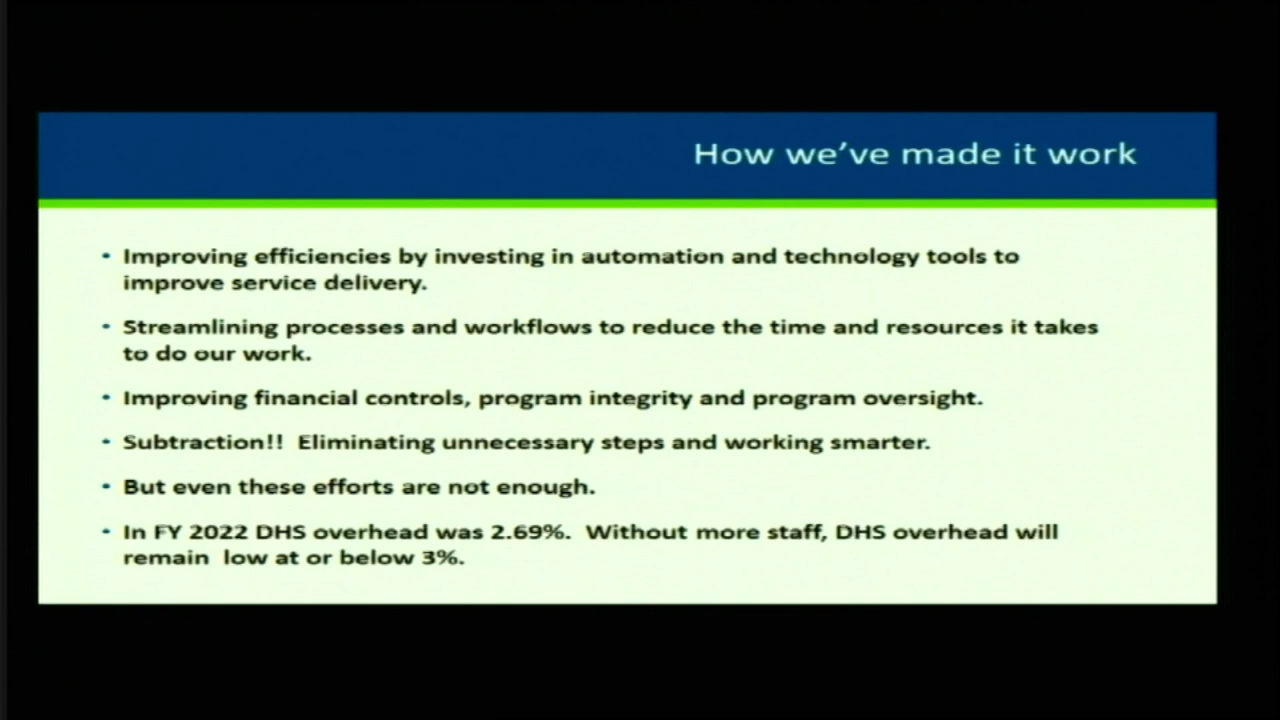 How we've made it work
• Improving efficiencies by investing in automation and technology tools to
improve service delivery.
• Streamlining processes and workflows to reduce the time and resources it takes
to do our work.
• Improving financial controls, program integrity and program oversight.
• Subtraction!!  Eliminating unnecessary steps and working smarter.
• But even these efforts are not enough.
• In FY 2022 DHS overhead was 2.69%.  Without more staff, DHS overhead will
remain  low at or below 3%.